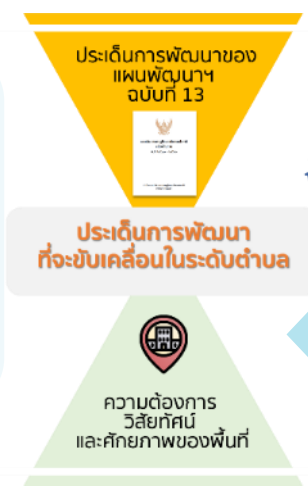 ประเด็นการพัฒนาของ
แผนพัฒนาฯ
ฉบับที่ 13
ประเด็นการพัฒนา
ที่จะขับเคลื่อนในระดับตำบล
ความต้องการ
วิสัยทัศน์
และศักยภาพของพื้นที่